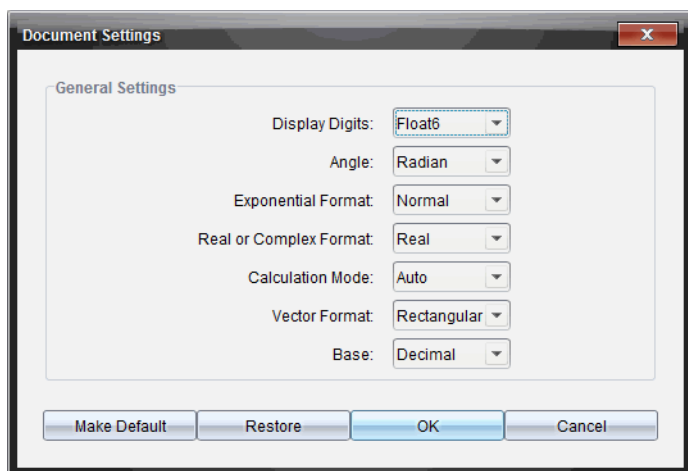 Document Settings
General Settings
Display Digits: Float6
Angle: Radian
Exponential Format: Normal
Real or Complex Format: Real
Calculation Mode: Auto
Vector Format: Rectangular
Base: Decimal
Make Default Restore OK Cancel